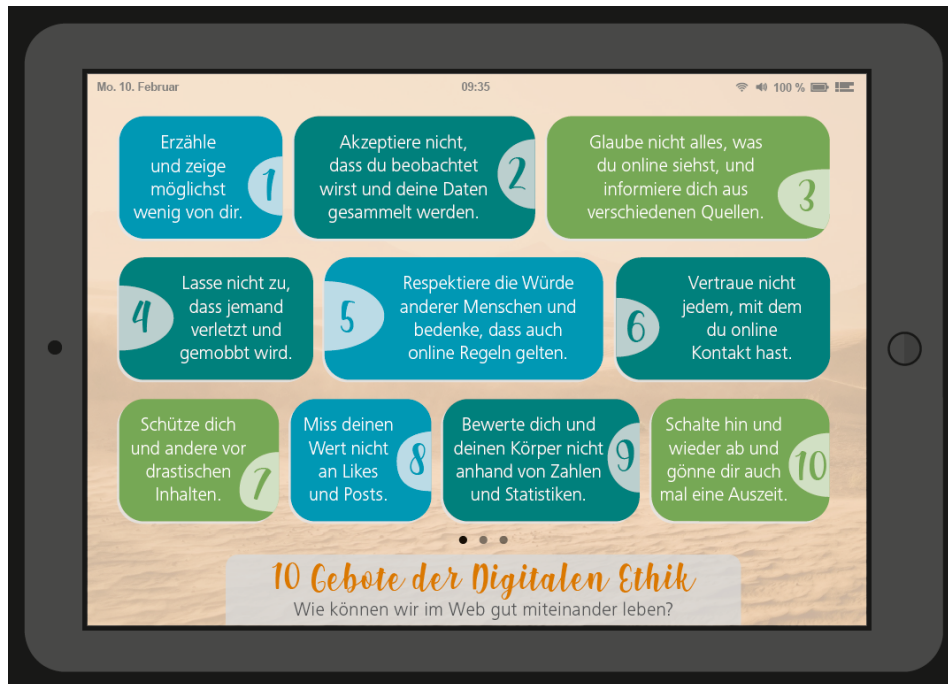 Mo. 10. Februar 09:35 100 %
Erzähle
und zeige
möglichst
wenig von dir.
1
Akzeptiere nicht,
dass du beobachtet
wirst und deine Daten
gesammelt werden.
2
Glaube nicht alles, was
du online siehst, und
informiere dich aus
verschiedenen Quellen.
3
4
Lasse nicht zu,
dass jemand
verletzt und
gemobbt wird.
5
Respektiere die Würde
anderer Menschen und
bedenke, dass auch
online Regeln gelten.
6
Vertraue nicht
jedem, mit dem
du online
Kontakt hast.
Schütze dich
und andere vor
drastischen
Inhalten.
7
Miss deinen
Wert nicht
an Likes
und Posts.
8
Bewerte dich und
deinen Körper nicht
anhand von Zahlen
und Statistiken.
9
Schalte hin und
wieder ab und
gönne dir auch
mal eine Auszeit.
10
10 Gebote der Digitalen Ethik
Wie können wir im Web gut miteinander leben?